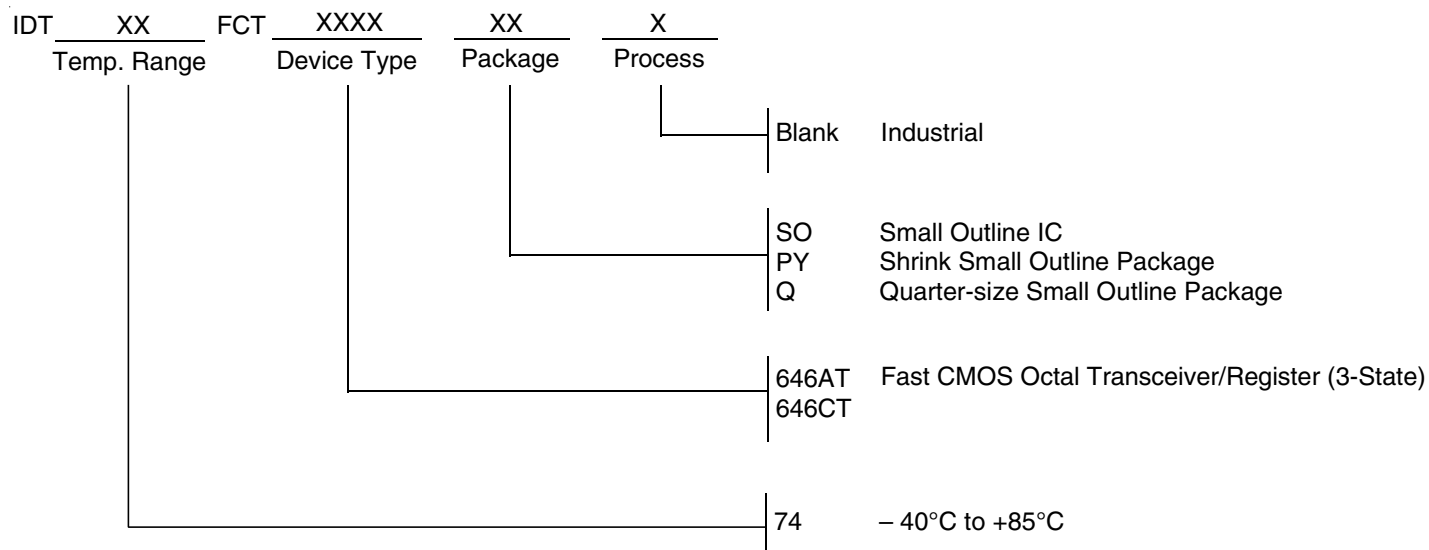 IDT XX FCT XXXX XX X
Temp. Range Device Type Package Process
Blank Industrial
SO Small Outline IC
PY Shrink Small Outline Package
Q Quarter-size Small Outline Package
646AT Fast CMOS Octal Transceiver/Register (3-State)
646CT
74 – 40°C to +85°C